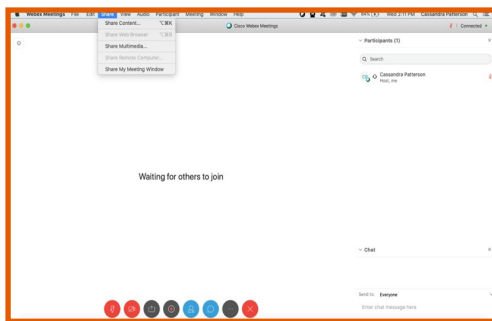 Webex Meetings File Edit Share View Audio Participant Meeting Window Help
Wed 2:11 PM Cassandra Patterson
Cisco Webex Meetings
Connected
Share Content... ⌥⌘R
Share Web Browser ⌥⌘B
Share Multimedia...
Share Remote Computer...
Share My Meeting Window
Participants (1)
Search
Cassandra Patterson
Host, me
Waiting for others to join
Chat
Send to: Everyone
Enter chat message here